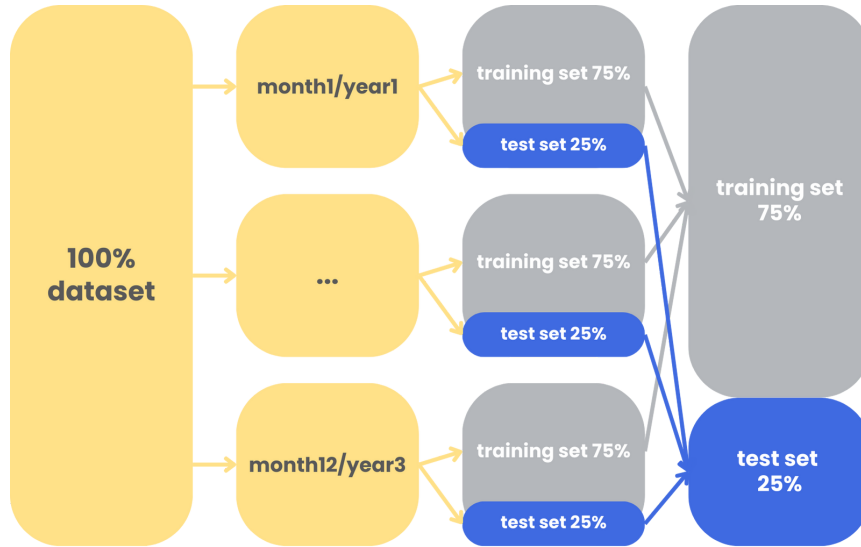 100%
dataset
month1/year1
...
month12/year3
training set 75%
test set 25%
training set 75%
test set 25%
training set 75%
test set 25%
training set
75%
test set
25%